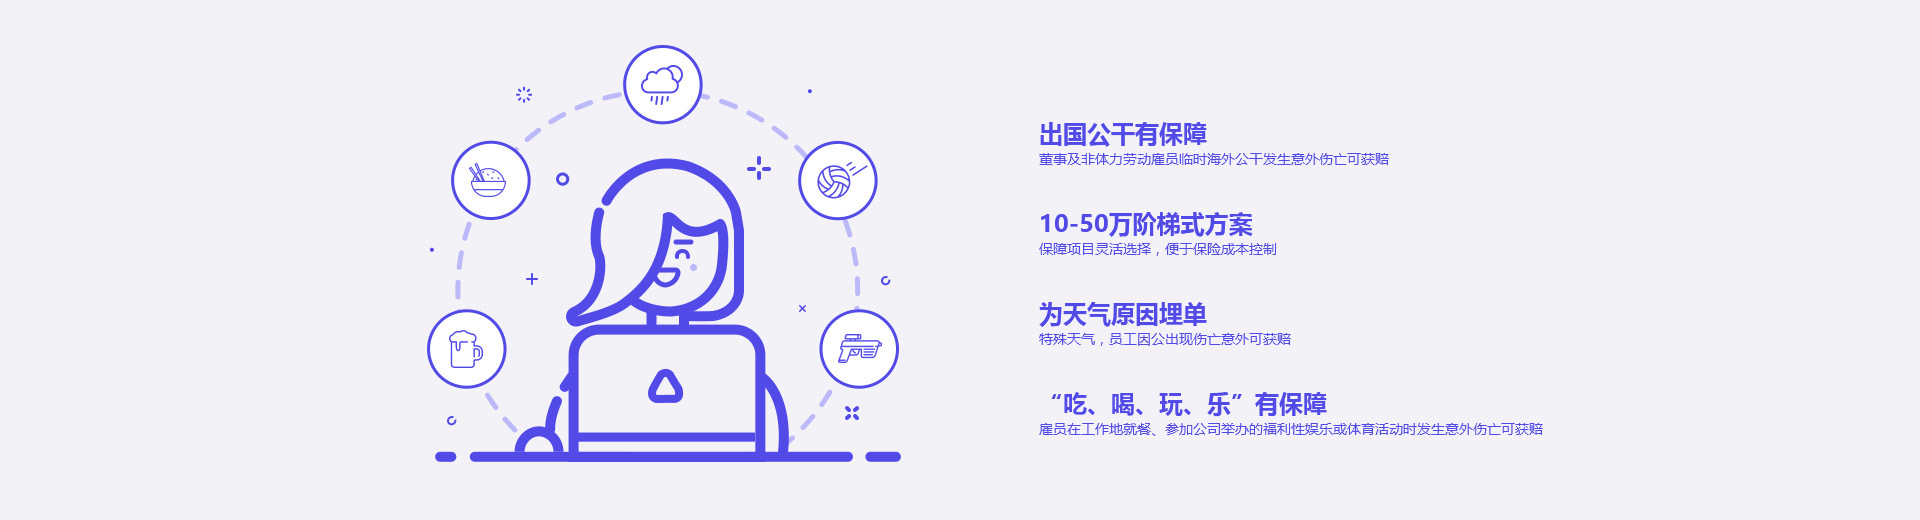 出国公干有保障
董事及非体力劳动雇员临时海外公干发生意外伤亡可获赔
10-50万阶梯式方案
保障项目灵活选择，便于保险成本控制
为天气原因埋单
特殊天气，员工因公出现伤亡意外可获赔
“吃、喝、玩、乐”有保障
雇员在工作地就餐、参加公司举办的福利性娱乐或体育活动时发生意外伤亡可获赔